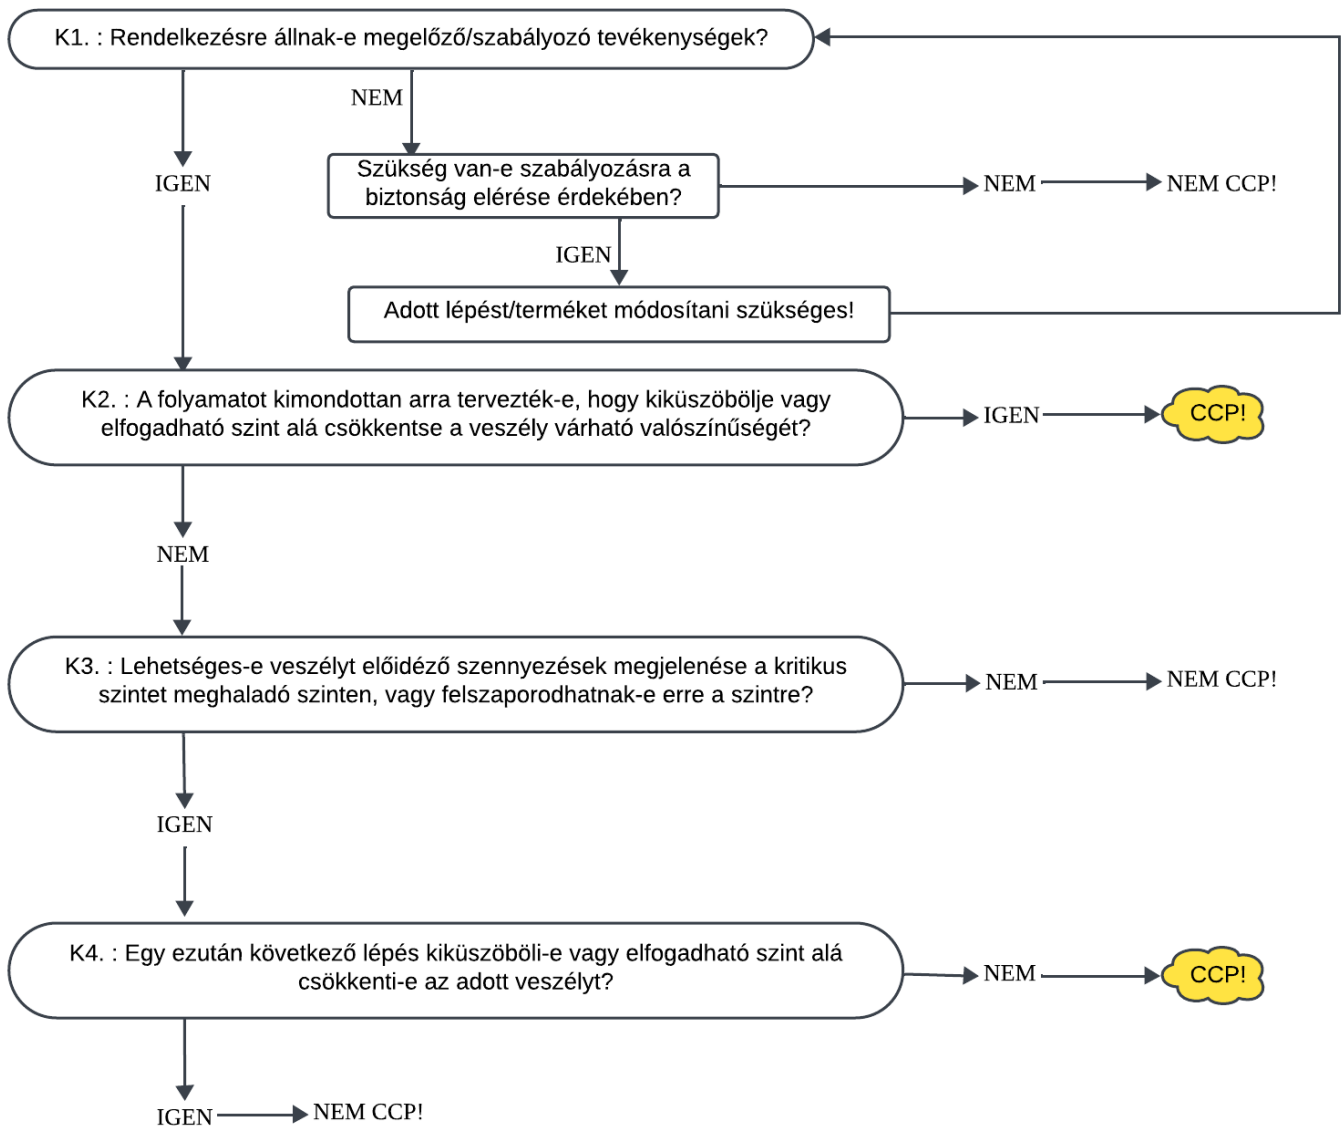 K1. : Rendelkezésre állnak-e megelőző/szabályozó tevékenységek?
NEM
IGEN
Szükség van-e szabályozásra a
biztonság elérése érdekében?
NEM
NEM CCP!
IGEN
Adott lépést/terméket módosítani szükséges!
K2. : A folyamatot kimondottan arra tervezték-e, hogy kiküszöbölje vagy
elfogadható szint alá csökkentse a veszély várható valószínűségét?
IGEN
CCP!
NEM
K3. : Lehetséges-e veszélyt előidéző szennyezések megjelenése a kritikus
szintet meghaladó szinten, vagy felszaporodhatnak-e erre a szintre?
NEM
NEM CCP!
IGEN
K4. : Egy ezután következő lépés kiküszöböli-e vagy elfogadható szint alá
csökkenti-e az adott veszélyt?
NEM
CCP!
IGEN
NEM CCP!